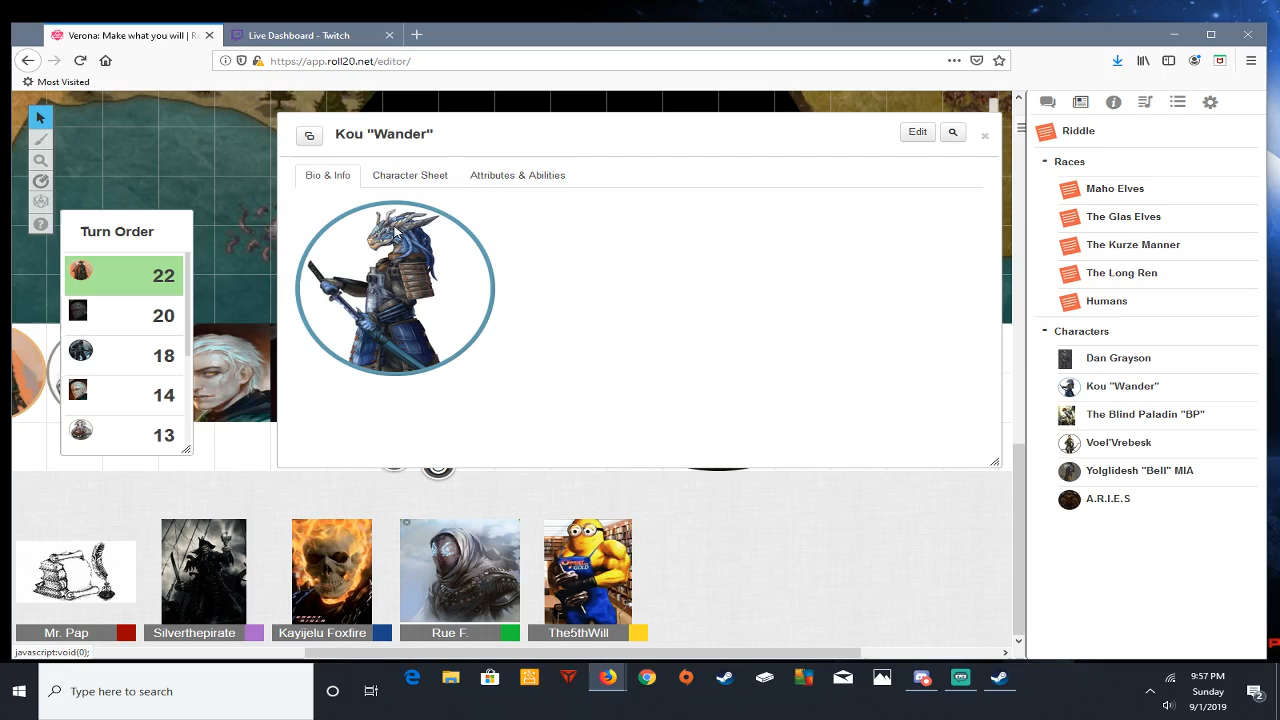 Verona: Make what you will | Ro
Live Dashboard - Twitch
https://app.roll20.net/editor/
Most Visited
Kou "Wander"
Edit
Bio & Info
Character Sheet
Attributes & Abilities
Turn Order
22
20
18
14
13
Riddle
Races
Maho Elves
The Glas Elves
The Kurze Manner
The Long Ren
Humans
Characters
Dan Grayson
Kou "Wander"
The Blind Paladin "BP"
Voel'Vrebesk
Yolglidesh "Bell" MIA
A.R.I.E.S
Mr. Pap
Silverthepirate
Kayijelu Foxfire
Rue F.
The5thWill
javascript:void(0);
Type here to search
9:57 PM
Sunday
9/1/2019
2